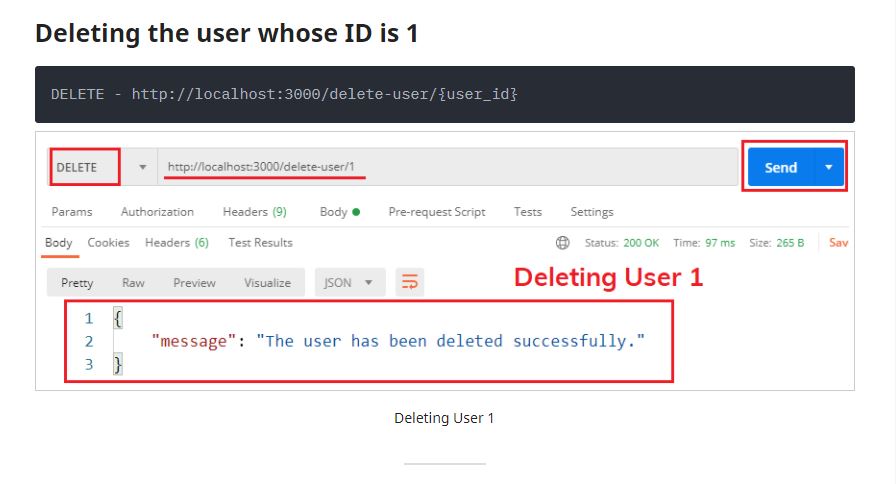 Deleting the user whose ID is 1
DELETE - http://localhost:3000/delete-user/{user_id}
DELETE http://localhost:3000/delete-user/1 Send
Params Authorization Headers (9) Body Pre-request Script Tests Settings
Body Cookies Headers (6) Test Results Status: 200 OK Time: 97 ms Size: 265 B Sav
Pretty Raw Preview Visualize JSON Deleting User 1
1 {
2 "message": "The user has been deleted successfully."
3 }
Deleting User 1